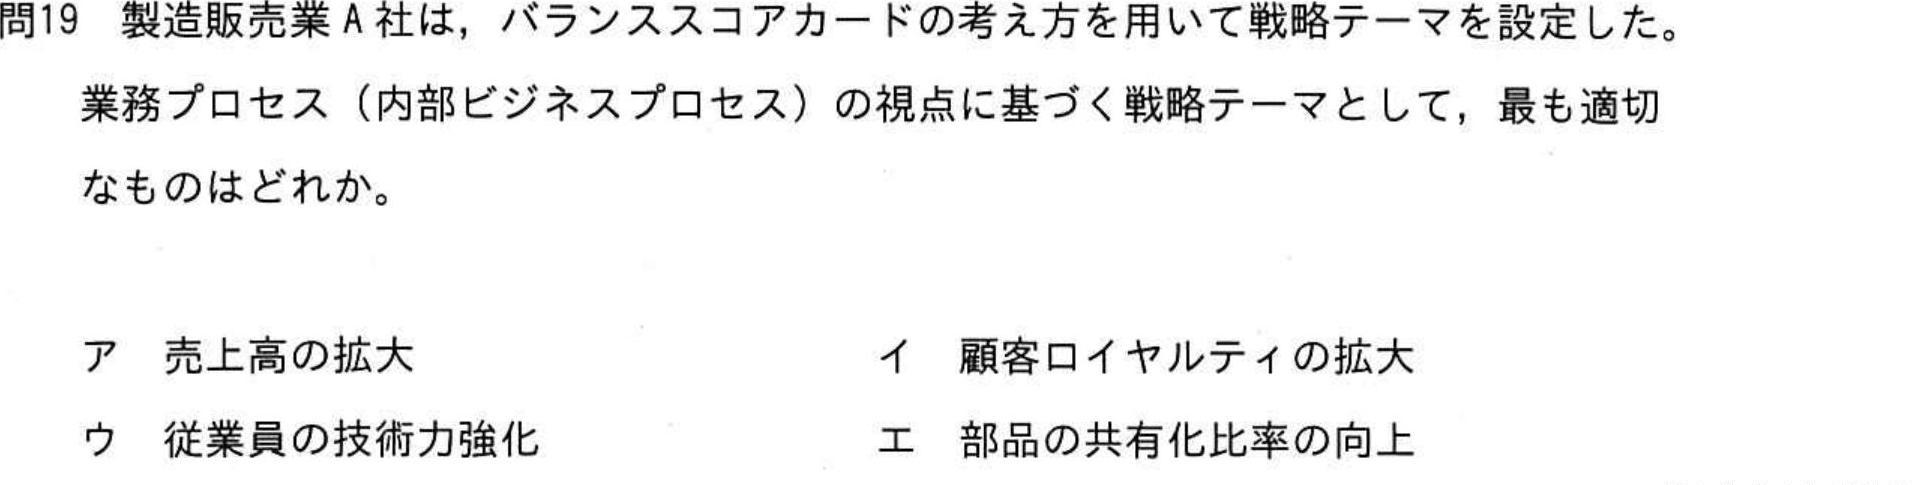 問19 製造販売業A社は，バランススコアカードの考え方を用いて戦略テーマを設定した。
業務プロセス（内部ビジネスプロセス）の視点に基づく戦略テーマとして，最も適切
なものはどれか。
ア 売上高の拡大 イ 顧客ロイヤルティの拡大
ウ 従業員の技術力強化 エ 部品の共有化比率の向上